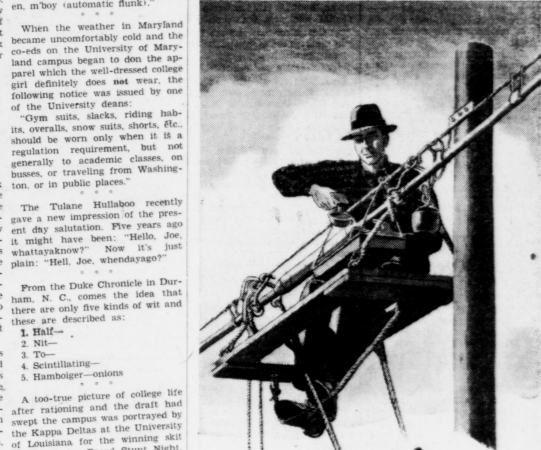 en, m'boy (automatic flunk)."
* * *
When the weather in Maryland
became uncomfortably cold and the
co-eds on the University of Mary-
land campus began to don the ap-
parel which the well-dressed college
girl definitely does not wear, the
following notice was issued by one
of the University deans:
"Gym suits, slacks, riding hab-
its, overalls, snow suits, shorts, etc.,
should be worn only when it is a
regulation requirement, but not
generally to academic classes, on
busses, or traveling from Washing-
ton, or in public places."
* * *
The Tulane Hullaboo recently
gave a new impression of the pres-
ent day salutation. Five years ago
it might have been: "Hello, Joe,
whattayaknow?" Now it's just
plain: "Hell, Joe, whendayago?"
* * *
From the Duke Chronicle in Dur-
ham, N. C., comes the idea that
there are only five kinds of wit and
these are described as:
1. Half—
2. Nit—
3. To—
4. Scintillating—
5. Hamboiger—onions
* * *
A too-true picture of college life
after rationing and the draft had
swept the campus was portrayed by
the Kappa Deltas at the University
of Louisiana for the winning skit
Stunt Night,